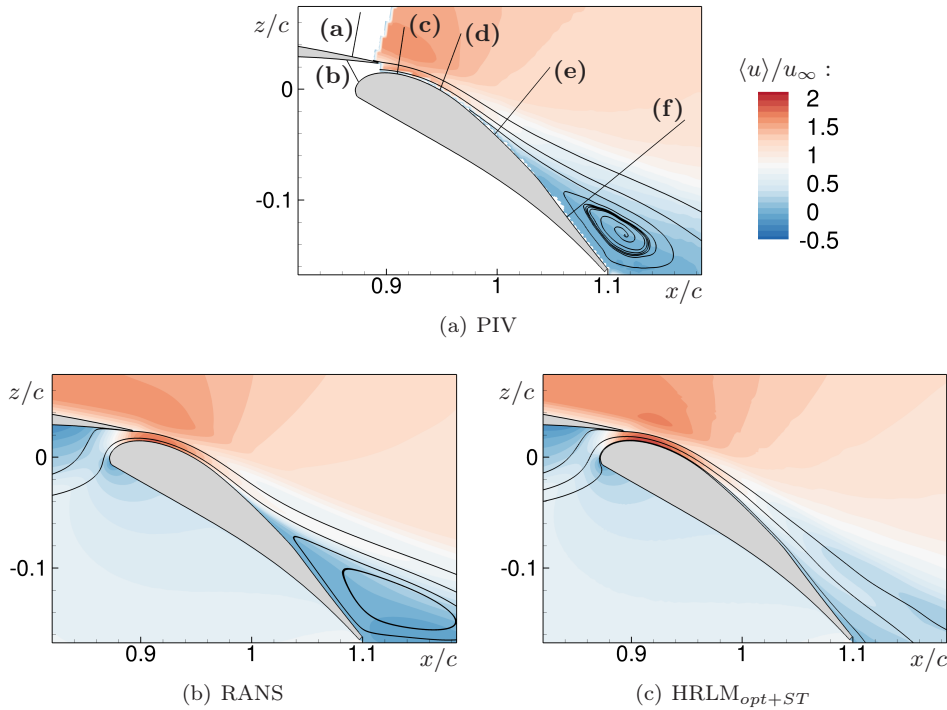 z/c
(a)
(c)
(d)
(b)
(e)
(f)
0
-0.1
0.9
1
1.1
x/c
⟨u⟩/u∞ :
2
1.5
1
0.5
0
-0.5
(a) PIV
z/c
0
-0.1
0.9
1
1.1
x/c
(b) RANS
z/c
0
-0.1
0.9
1
1.1
x/c
(c) HRLM_opt+ST